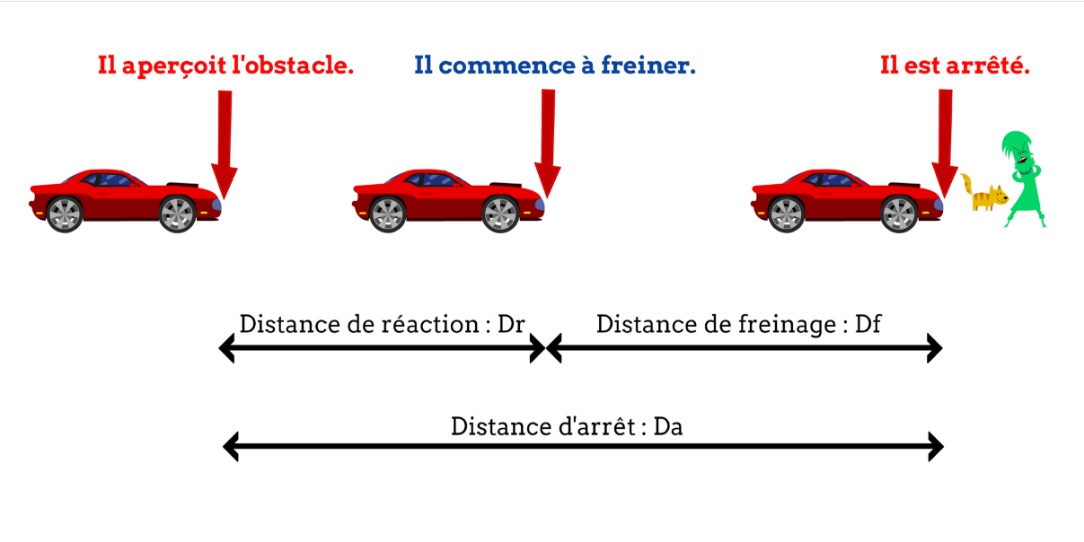 Il aperçoit l'obstacle.
Il commence à freiner.
Il est arrêté.
Distance de réaction : Dr
Distance de freinage : Df
Distance d'arrêt : Da